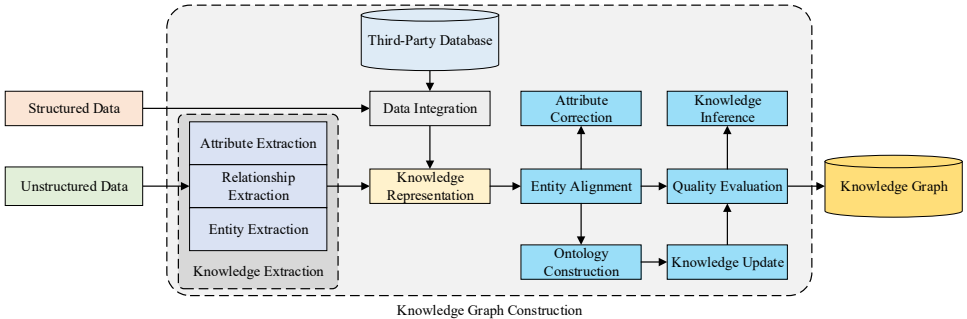 Third-Party Database
Structured Data
Data Integration
Attribute
Correction
Knowledge
Inference
Attribute Extraction
Unstructured Data
Relationship
Extraction
Knowledge
Representation
Entity Alignment
Quality Evaluation
Knowledge Graph
Entity Extraction
Knowledge Extraction
Ontology
Construction
Knowledge Update
Knowledge Graph Construction